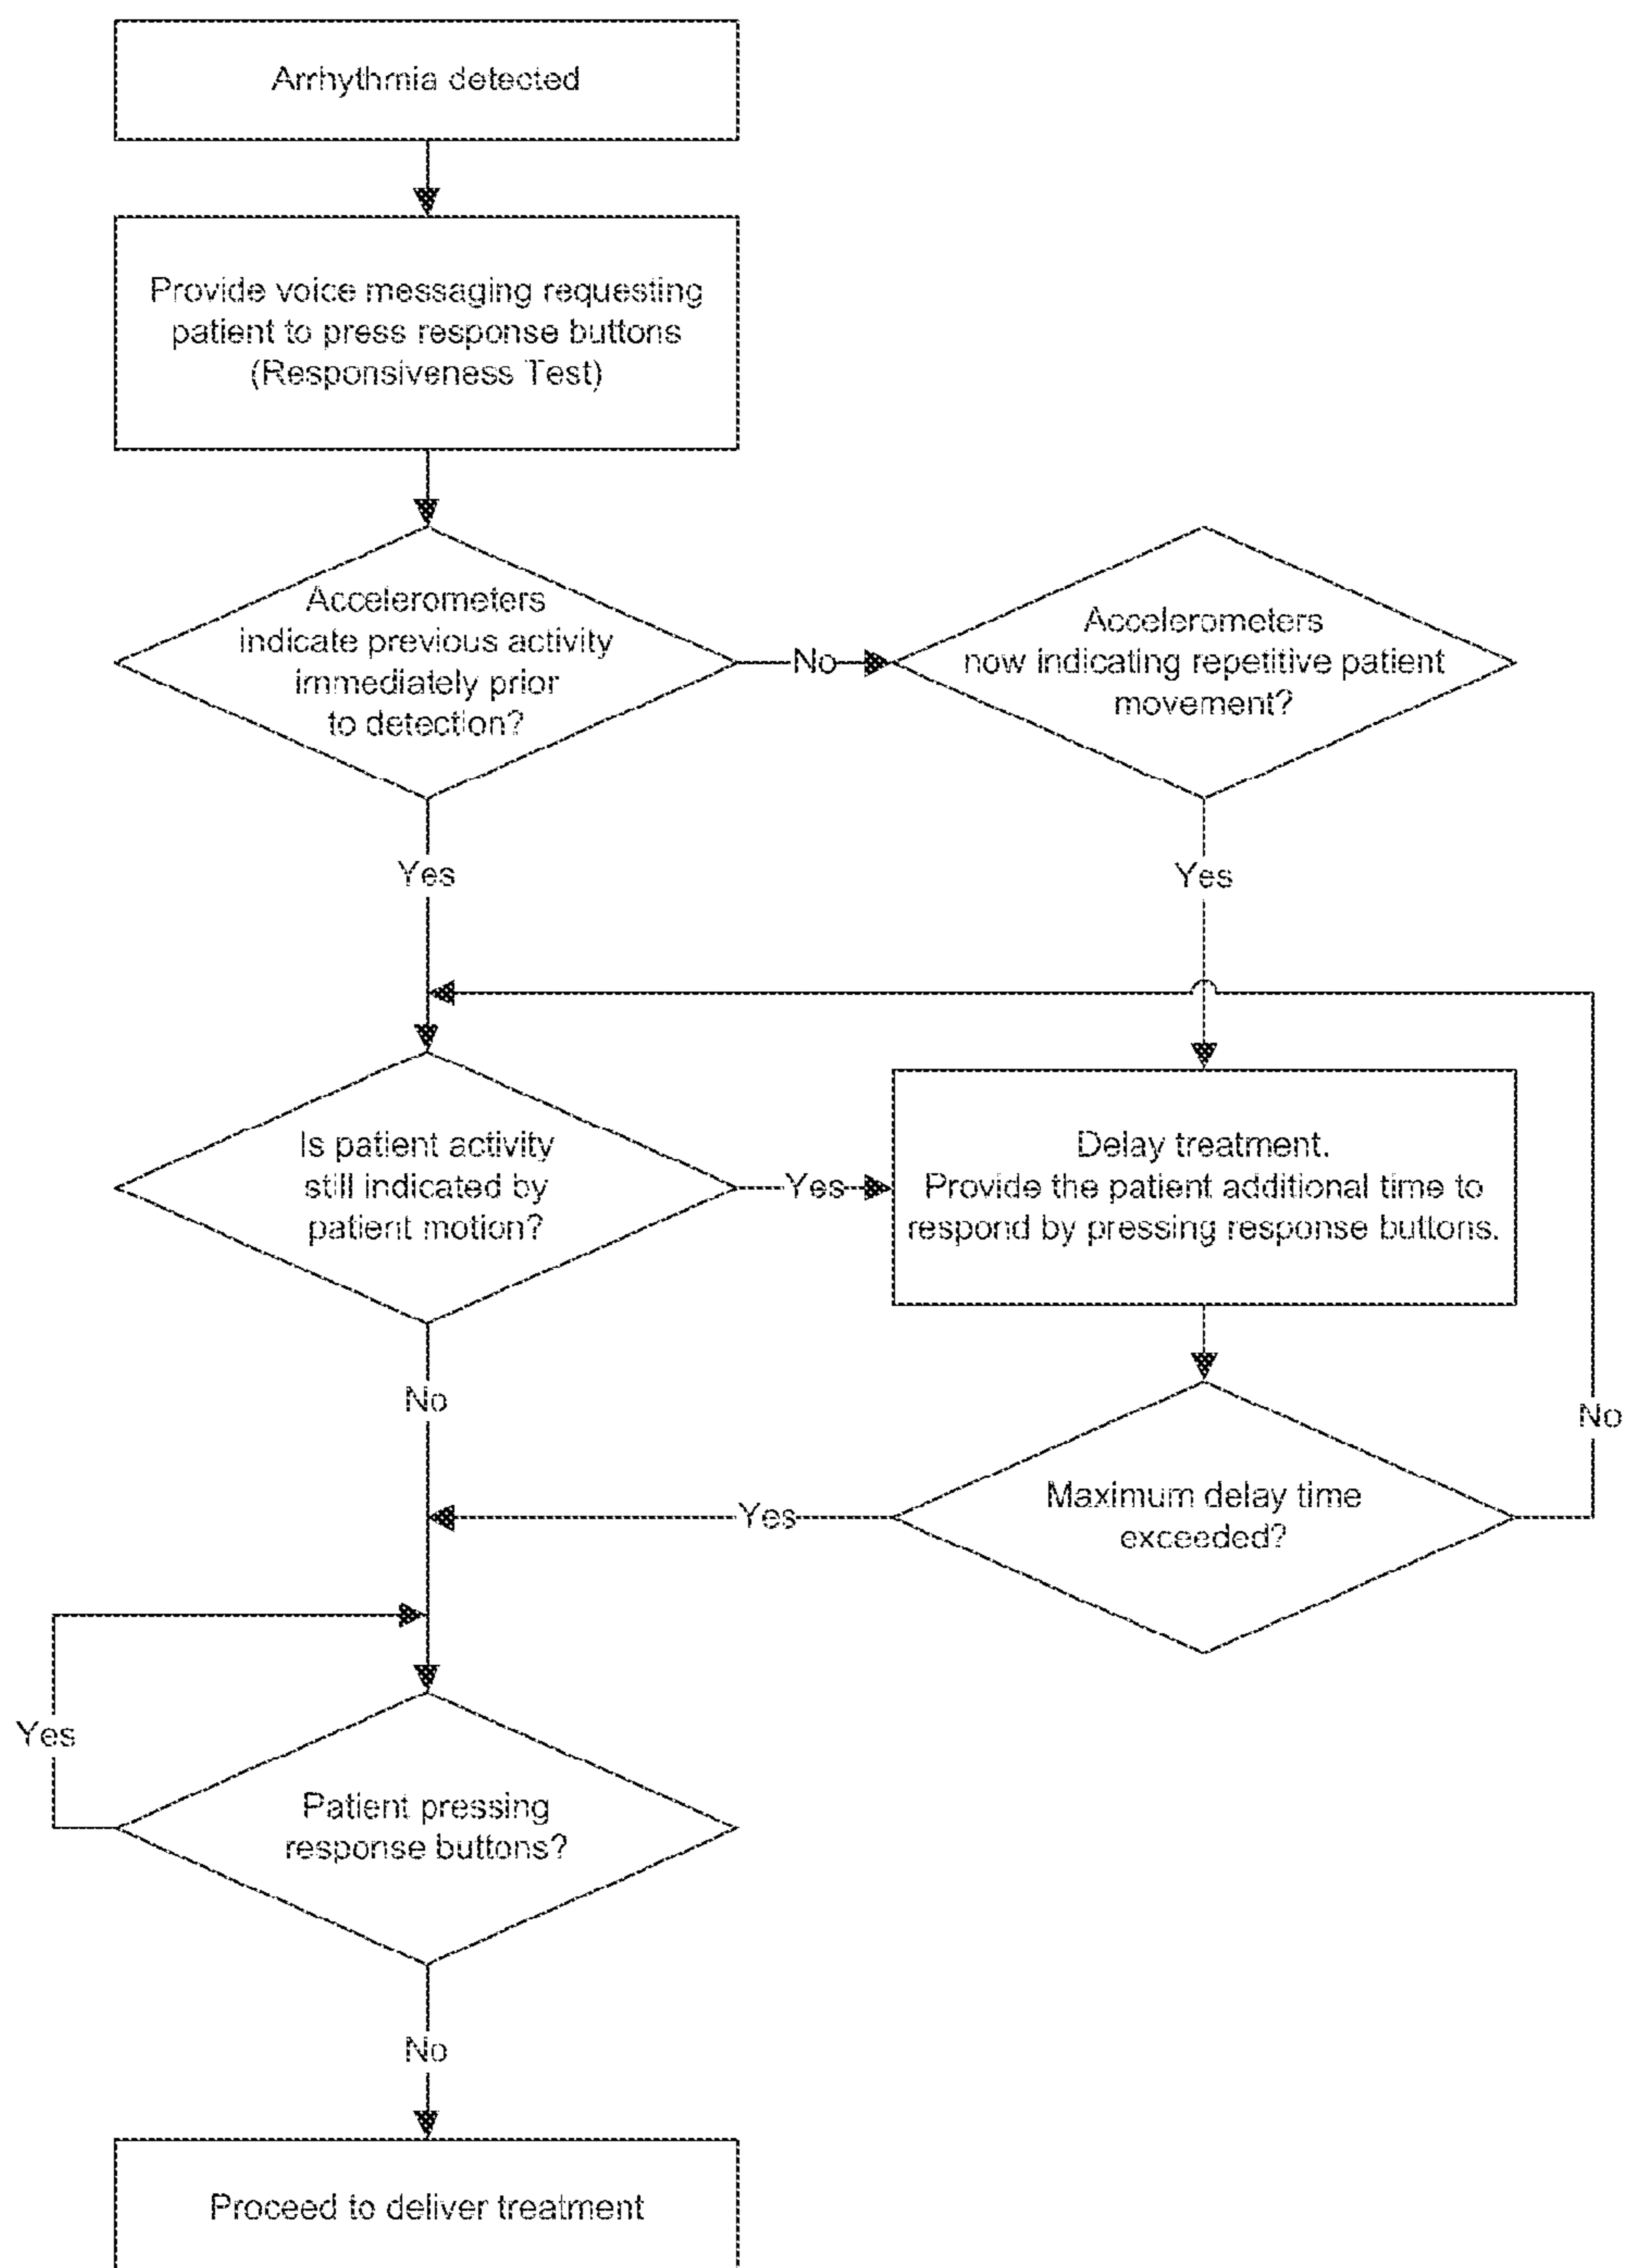 Arrhythmia detected
Provide voice messaging requesting
patient to press response buttons
(Responsiveness Test)
Accelerometers
indicate previous activity
immediately prior
to detection?
No
Accelerometers
now indicating repetitive patient
movement?
Yes
Yes
Is patient activity
still indicated by
patient motion?
Yes
Delay treatment.
Provide the patient additional time to
respond by pressing response buttons.
No
No
Maximum delay time
exceeded?
Yes
Yes
Patient pressing
response buttons?
No
Proceed to deliver treatment